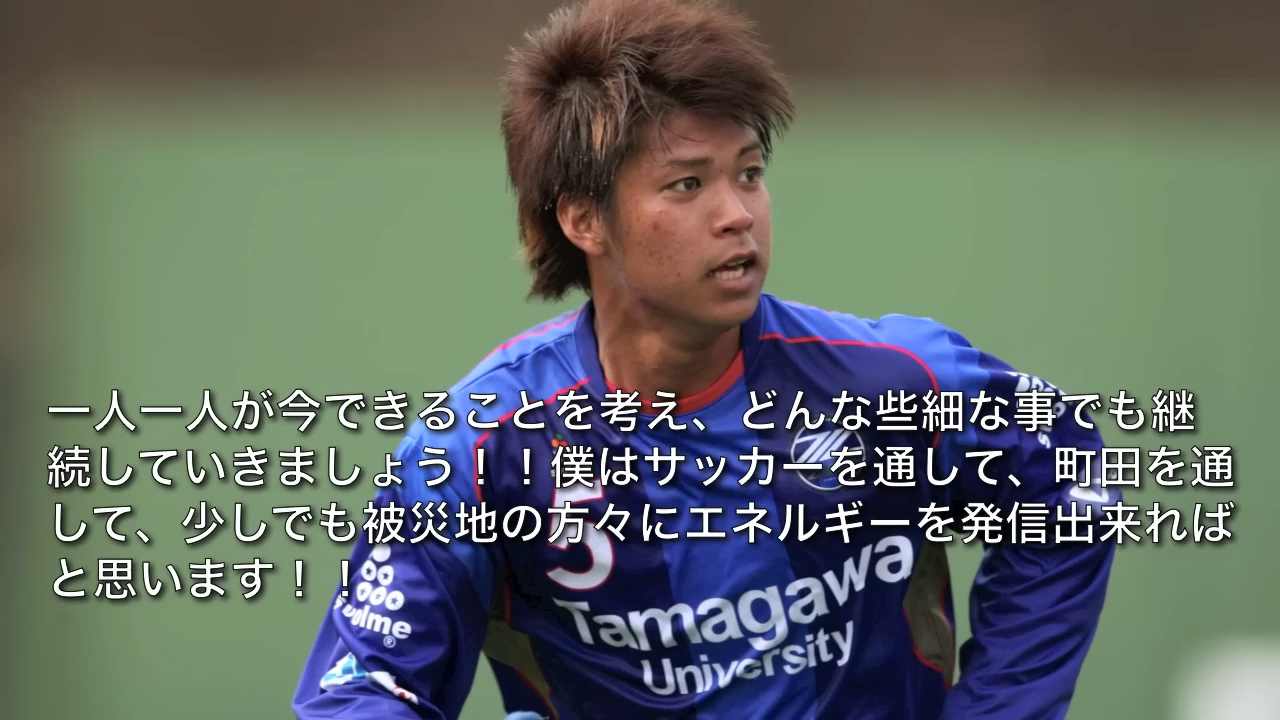 一人一人が今できることを考え、どんな些細な事でも継
続していきましょう！！僕はサッカーを通して、町田を通
して、少しでも被災地の方々にエネルギーを発信出来れば
と思います！！
5
Tamagawa
University